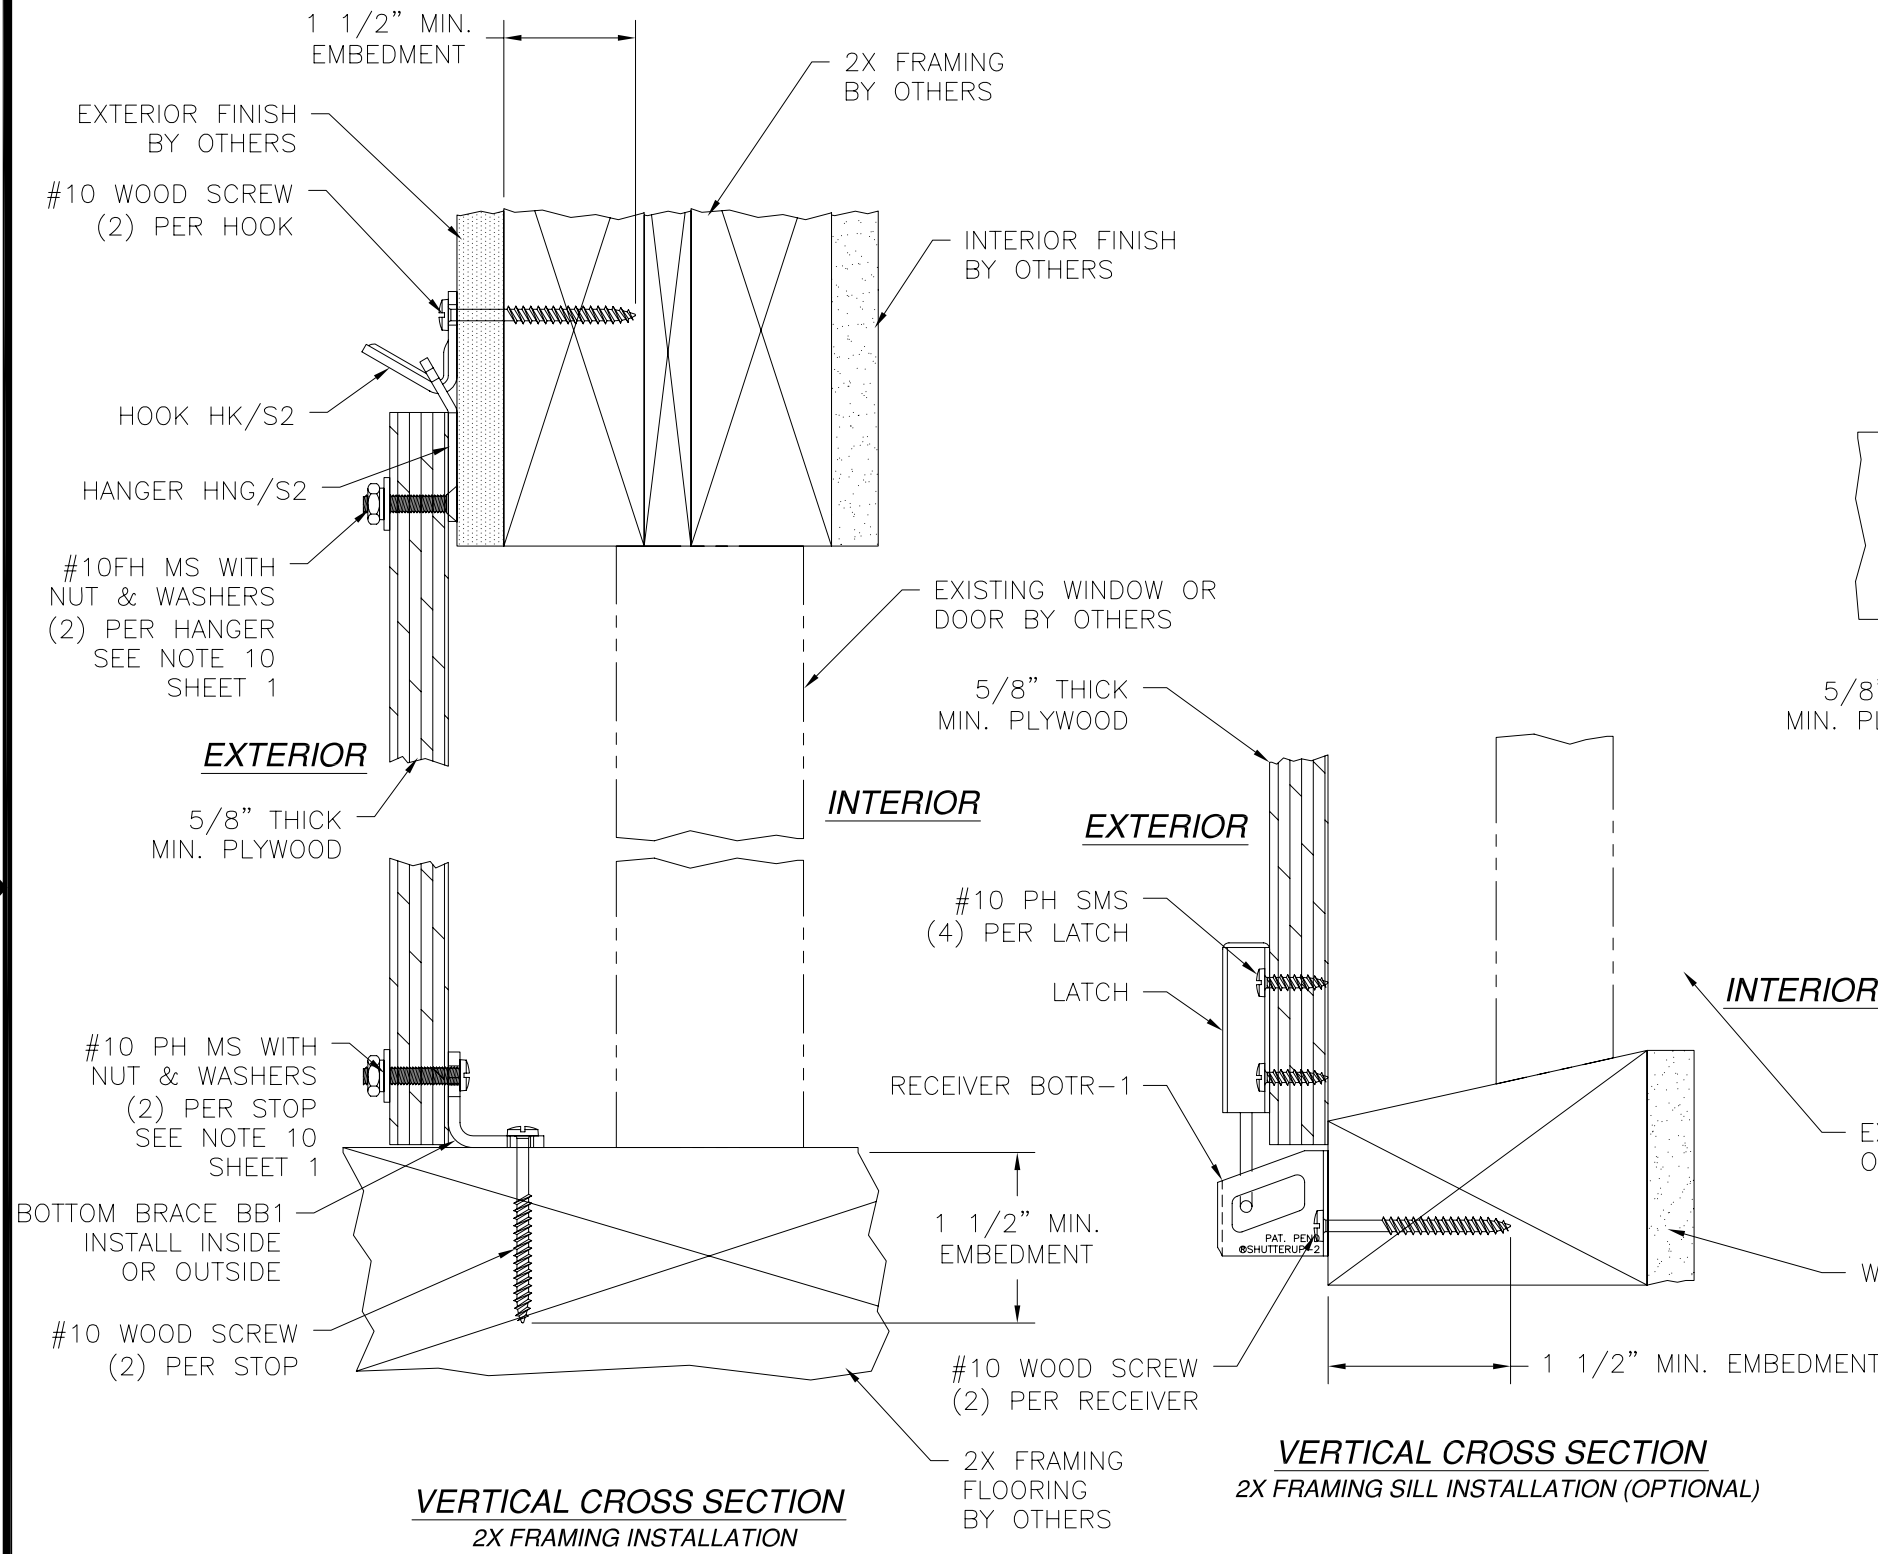 1 1/2” MIN.
EMBEDMENT
2X FRAMING
BY OTHERS
EXTERIOR FINISH
BY OTHERS
#10 WOOD SCREW
(2) PER HOOK
INTERIOR FINISH
BY OTHERS
HOOK HK/S2
HANGER HNG/S2
#10FH MS WITH
NUT & WASHERS
(2) PER HANGER
SEE NOTE 10
SHEET 1
EXISTING WINDOW OR
DOOR BY OTHERS
EXTERIOR
5/8” THICK
MIN. PLYWOOD
INTERIOR
#10 PH MS WITH
NUT & WASHERS
(2) PER STOP
SEE NOTE 10
SHEET 1
BOTTOM BRACE BB1
INSTALL INSIDE
OR OUTSIDE
#10 WOOD SCREW
(2) PER STOP
1 1/2” MIN.
EMBEDMENT
2X FRAMING
FLOORING
BY OTHERS
VERTICAL CROSS SECTION
2X FRAMING INSTALLATION
5/8” THICK
MIN. PLYWOOD
EXTERIOR
#10 PH SMS
(4) PER LATCH
LATCH
RECEIVER BOTR-1
INTERIOR
PAT. PEND
®SHUTTERUP-2
#10 WOOD SCREW
(2) PER RECEIVER
1 1/2” MIN. EMBEDMENT
VERTICAL CROSS SECTION
2X FRAMING SILL INSTALLATION (OPTIONAL)
5/8”
MIN.